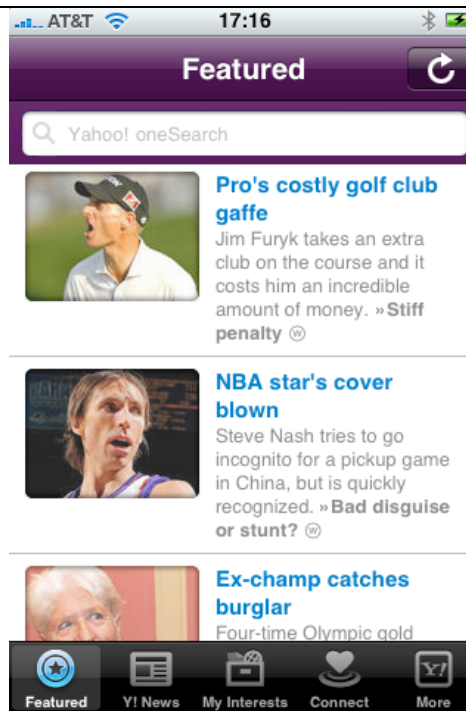 AT&T 17:16
Featured
Yahoo! oneSearch
Pro's costly golf club
gaffe
Jim Furyk takes an extra
club on the course and it
costs him an incredible
amount of money. » Stiff
penalty ⓦ
NBA star's cover
blown
Steve Nash tries to go
incognito for a pickup game
in China, but is quickly
recognized. » Bad disguise
or stunt? ⓦ
Ex-champ catches
burglar
Four-time Olympic gold
Y!
Featured Y! News My Interests Connect More